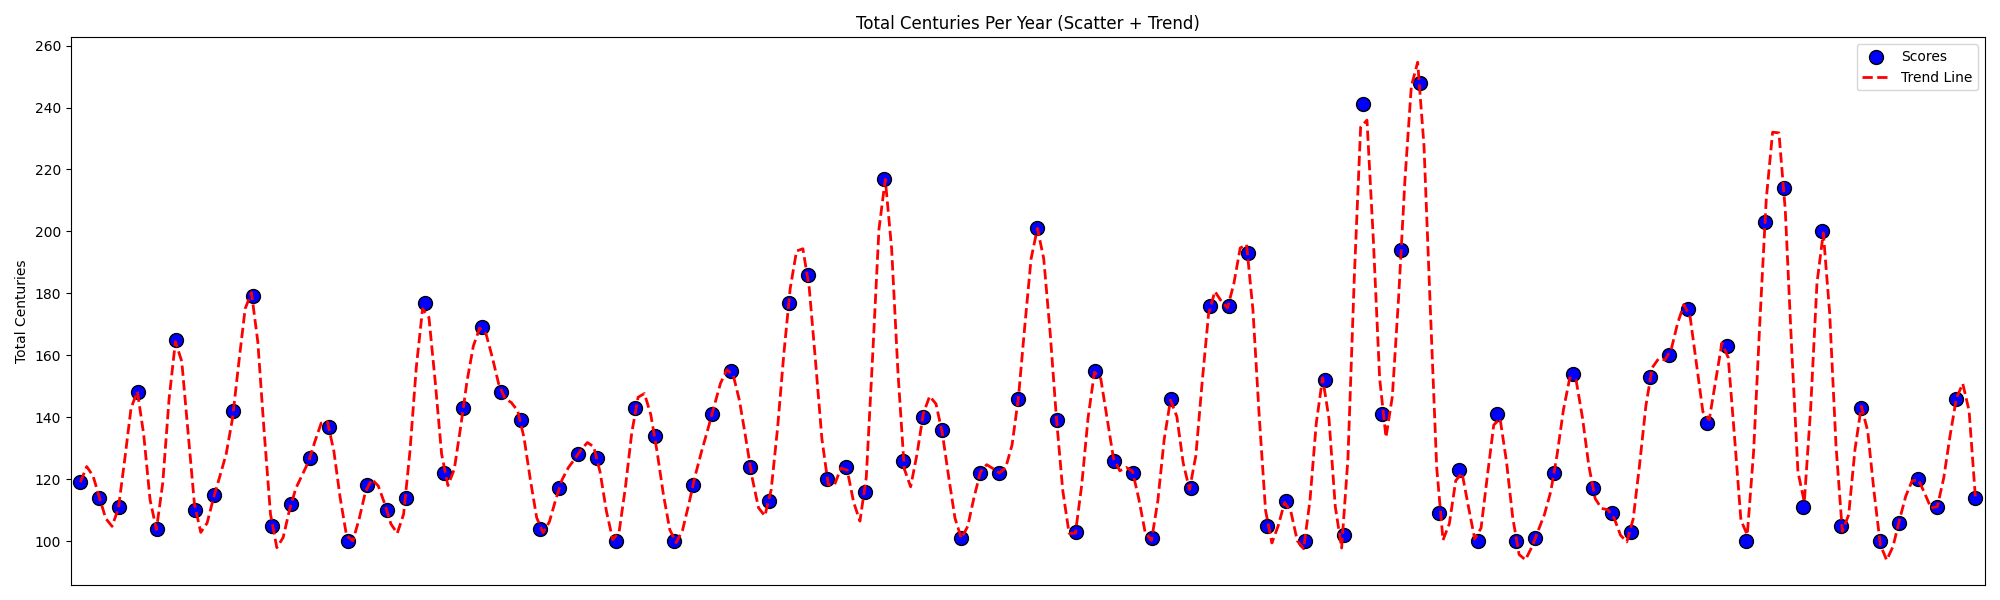 Total Centuries Per Year (Scatter + Trend)
260
240
220
200
180
160
140
120
100
Total Centuries
Scores
Trend Line